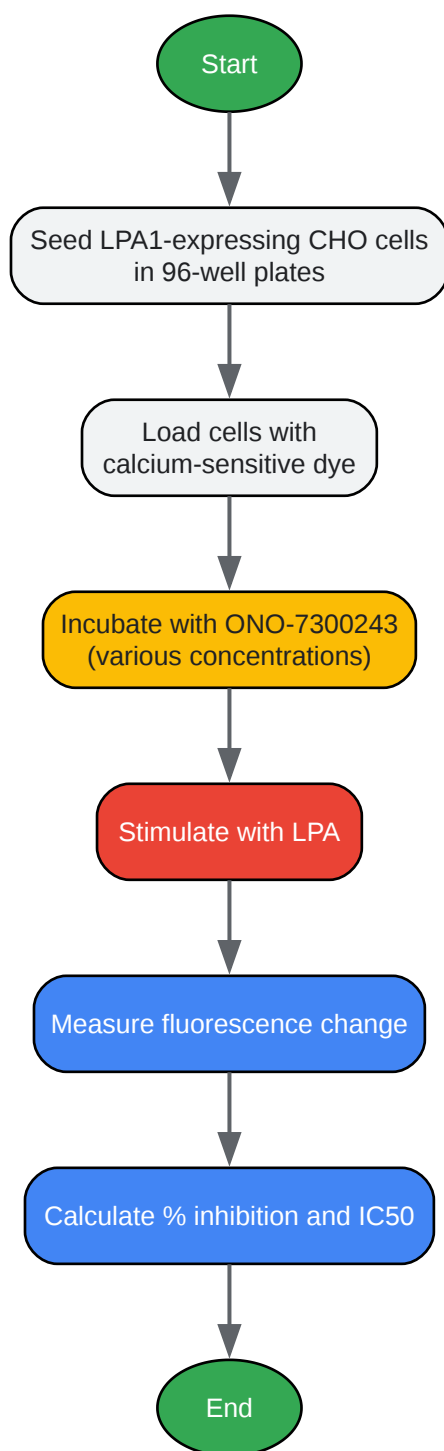 Start
Seed LPA1-expressing CHO cells
in 96-well plates
Load cells with
calcium-sensitive dye
Incubate with ONO-7300243
(various concentrations)
Stimulate with LPA
Measure fluorescence change
Calculate % inhibition and IC50
End